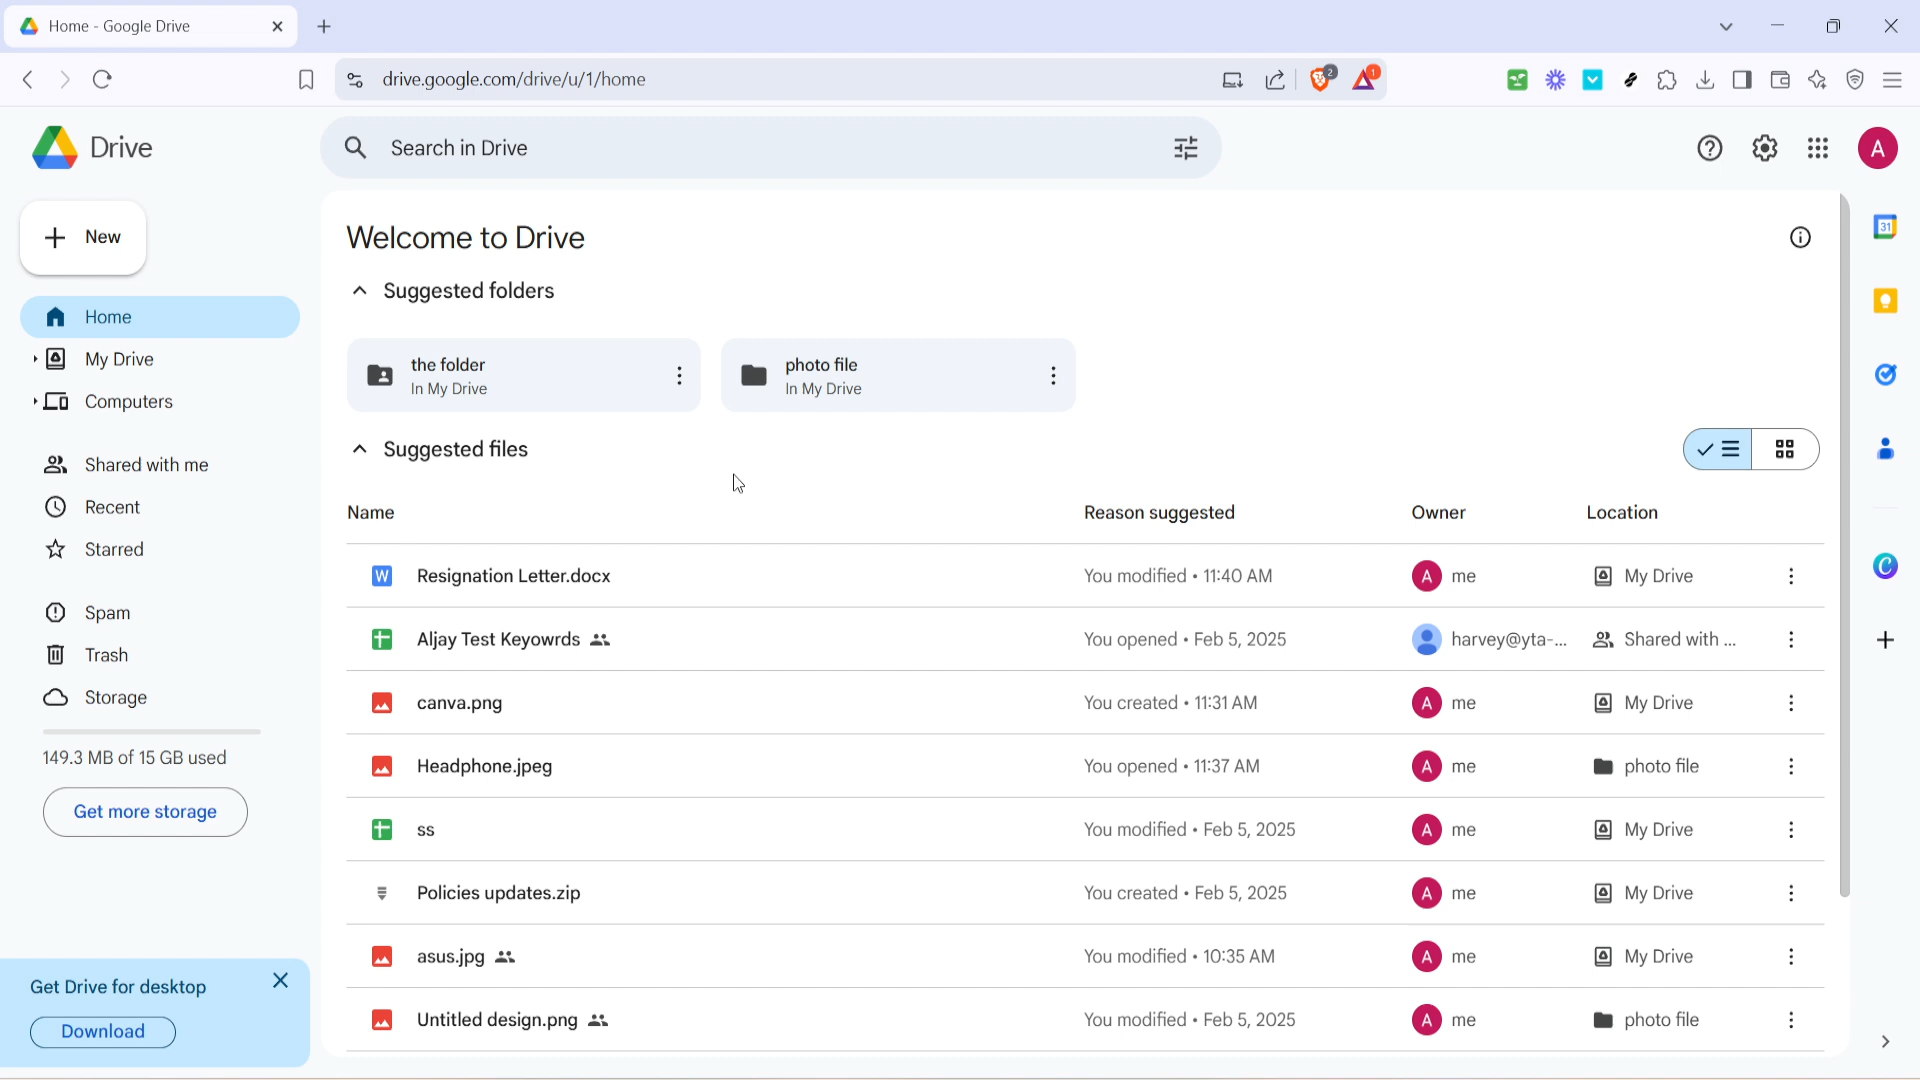 Home - Google Drive
drive.google.com/drive/u/1/home
2
1
Drive
Search in Drive
A
New
Welcome to Drive
31
Suggested folders
Home
the folder
In My Drive
photo file
In My Drive
My Drive
Computers
Suggested files
Shared with me
Recent
Starred
Name
Reason suggested
Owner
Location
W Resignation Letter.docx You modified • 11:40 AM A me My Drive
Aljay Test Keyowrds You opened • Feb 5, 2025 harvey@yta-... Shared with ...
Spam
Trash
Storage
canva.png You created • 11:31 AM A me My Drive
149.3 MB of 15 GB used
Get more storage
Headphone.jpeg You opened • 11:37 AM A me photo file
ss You modified • Feb 5, 2025 A me My Drive
Policies updates.zip You created • Feb 5, 2025 A me My Drive
asus.jpg You modified • 10:35 AM A me My Drive
Untitled design.png You modified • Feb 5, 2025 A me photo file
Get Drive for desktop
Download